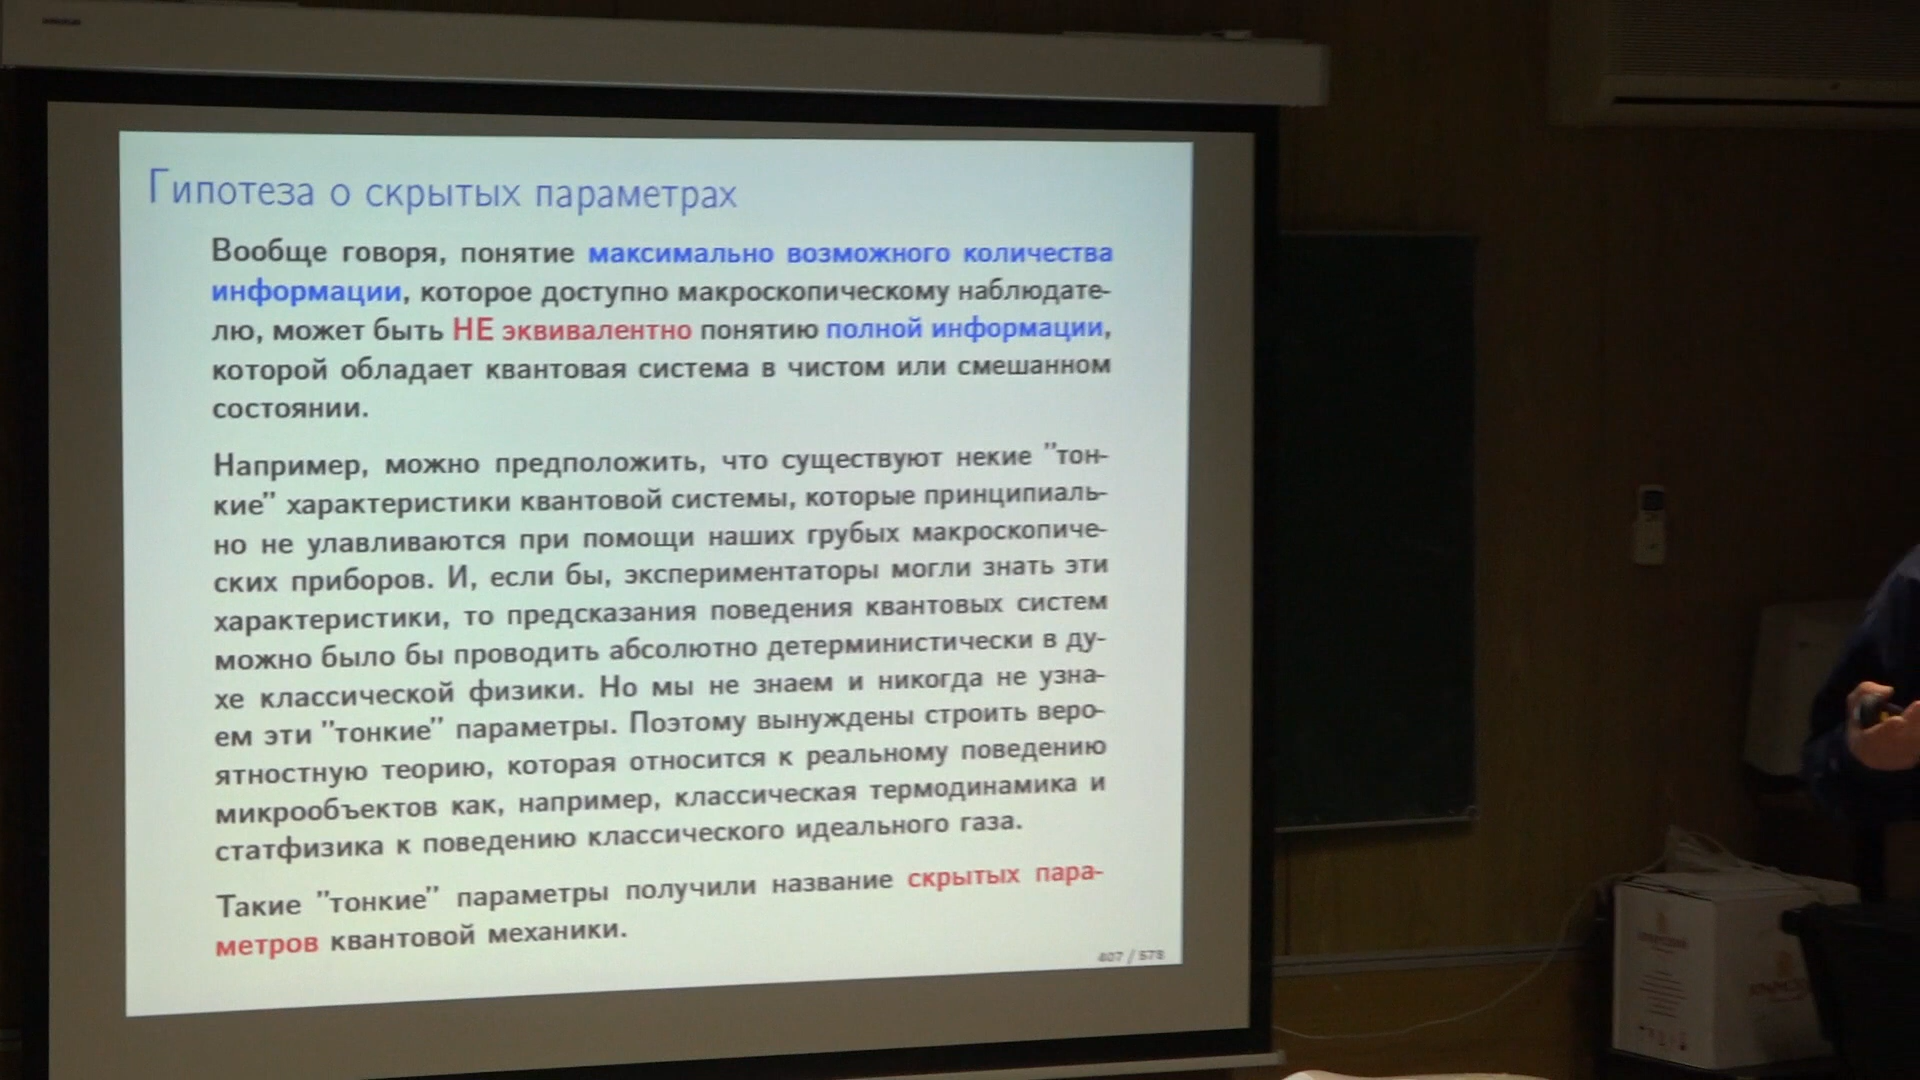 Гипотеза о скрытых параметрах
Вообще говоря, понятие максимально возможного количества
информации, которое доступно макроскопическому наблюдате-
лю, может быть НЕ эквивалентно понятию полной информации,
которой обладает квантовая система в чистом или смешанном
состоянии.
Например, можно предположить, что существуют некие "тон-
кие" характеристики квантовой системы, которые принципиаль-
но не улавливаются при помощи наших грубых макроскопиче-
ских приборов. И, если бы, экспериментаторы могли знать эти
характеристики, то предсказания поведения квантовых систем
можно было бы проводить абсолютно детерминистически в ду-
хе классической физики. Но мы не знаем и никогда не узна-
ем эти "тонкие" параметры. Поэтому вынуждены строить веро-
ятностную теорию, которая относится к реальному поведению
микрообъектов как, например, классическая термодинамика и
статфизика к поведению классического идеального газа.
Такие "тонкие" параметры получили название скрытых пара-
метров квантовой механики.
407 / 578